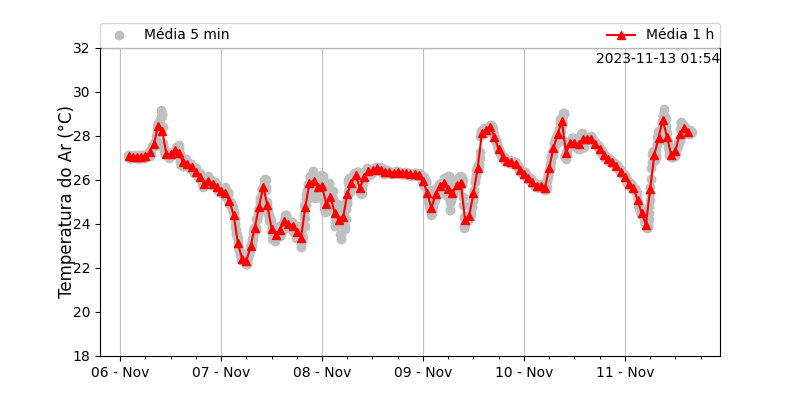 Média 5 min
Média 1 h
2023-11-13 01:54
Temperatura do Ar (°C)
32
30
28
26
24
22
20
18
06 - Nov
07 - Nov
08 - Nov
09 - Nov
10 - Nov
11 - Nov